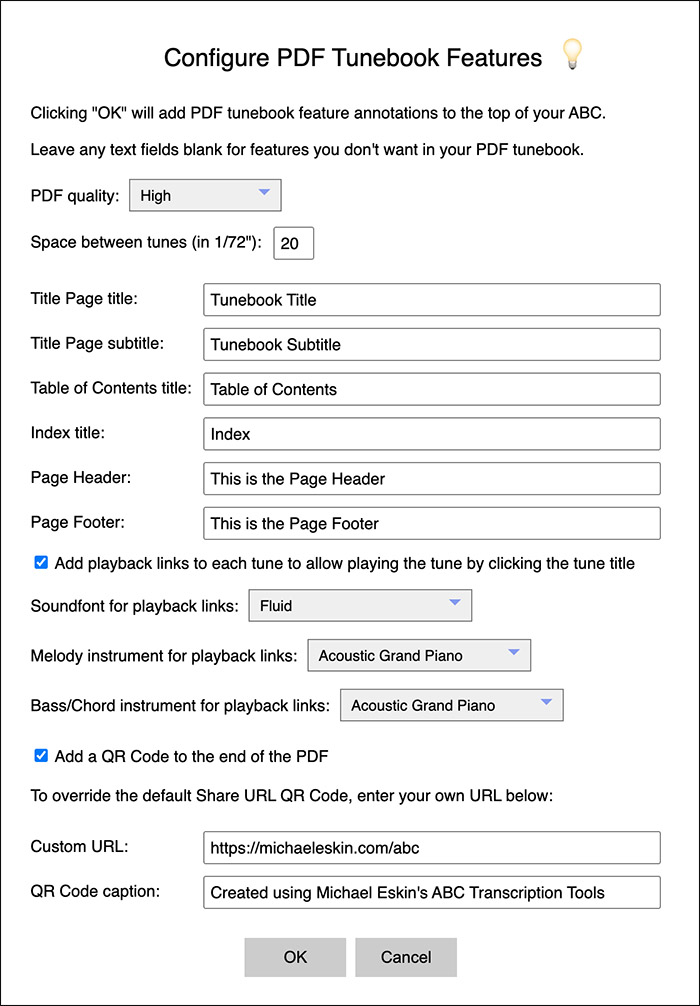 Configure PDF Tunebook Features
Clicking "OK" will add PDF tunebook feature annotations to the top of your ABC.
Leave any text fields blank for features you don't want in your PDF tunebook.
PDF quality: High
Space between tunes (in 1/72"): 20
Title Page title: Tunebook Title
Title Page subtitle: Tunebook Subtitle
Table of Contents title: Table of Contents
Index title: Index
Page Header: This is the Page Header
Page Footer: This is the Page Footer
Add playback links to each tune to allow playing the tune by clicking the tune title
Soundfont for playback links: Fluid
Melody instrument for playback links: Acoustic Grand Piano
Bass/Chord instrument for playback links: Acoustic Grand Piano
Add a QR Code to the end of the PDF
To override the default Share URL QR Code, enter your own URL below:
Custom URL: https://michaeleskin.com/abc
QR Code caption: Created using Michael Eskin's ABC Transcription Tools
OK Cancel